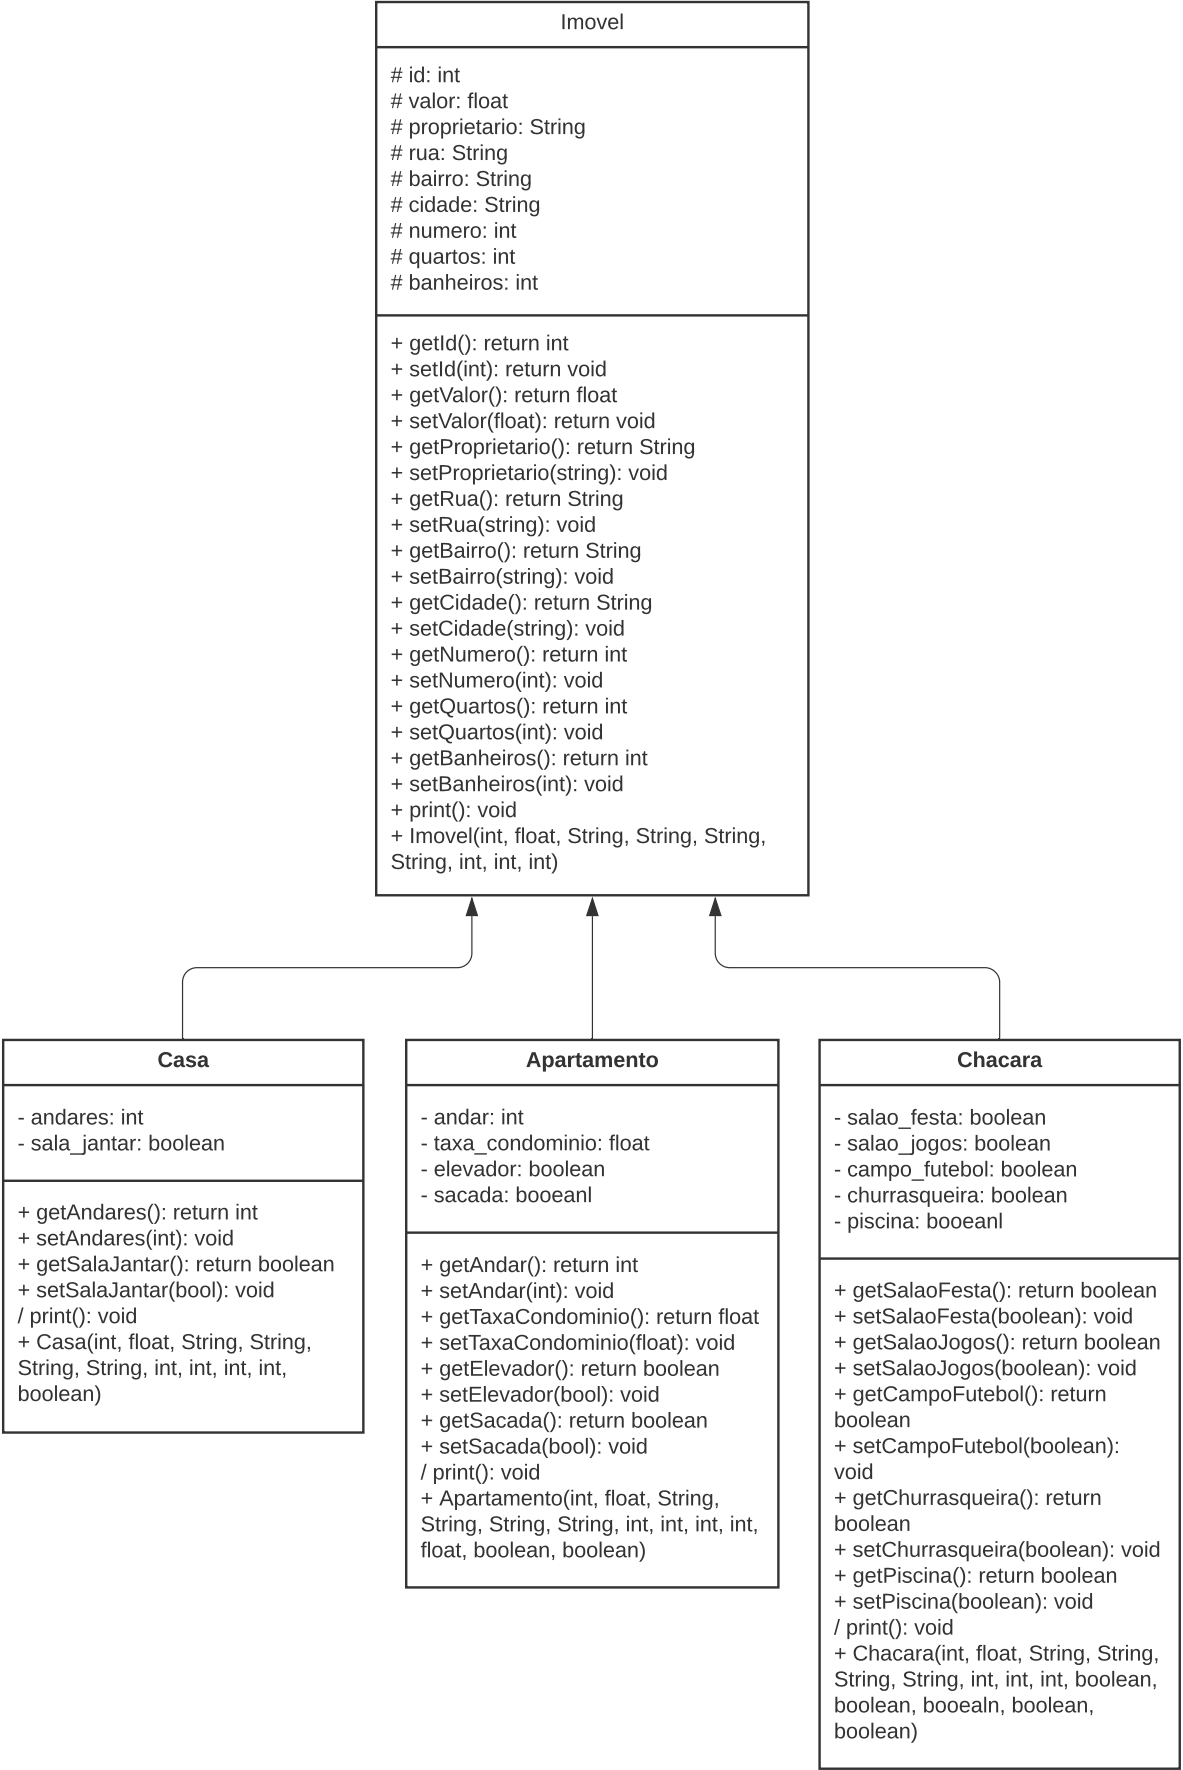 Imovel
# id: int
# valor: float
# proprietario: String
# rua: String
# bairro: String
# cidade: String
# numero: int
# quartos: int
# banheiros: int
+ getId(): return int
+ setId(int): return void
+ getValor(): return float
+ setValor(float): return void
+ getProprietario(): return String
+ setProprietario(string): void
+ getRua(): return String
+ setRua(string): void
+ getBairro(): return String
+ setBairro(string): void
+ getCidade(): return String
+ setCidade(string): void
+ getNumero(): return int
+ setNumero(int): void
+ getQuartos(): return int
+ setQuartos(int): void
+ getBanheiros(): return int
+ setBanheiros(int): void
+ print(): void
+ Imovel(int, float, String, String, String,
String, int, int, int)
Casa
- andares: int
- sala_jantar: boolean
+ getAndares(): return int
+ setAndares(int): void
+ getSalaJantar(): return boolean
+ setSalaJantar(bool): void
/ print(): void
+ Casa(int, float, String, String,
String, String, int, int, int, int,
boolean)
Apartamento
- andar: int
- taxa_condominio: float
- elevador: boolean
- sacada: booeanl
+ getAndar(): return int
+ setAndar(int): void
+ getTaxaCondominio(): return float
+ setTaxaCondominio(float): void
+ getElevador(): return boolean
+ setElevador(bool): void
+ getSacada(): return boolean
+ setSacada(bool): void
/ print(): void
+ Apartamento(int, float, String,
String, String, String, int, int, int, int,
float, boolean, boolean)
Chacara
- salao_festa: boolean
- salao_jogos: boolean
- campo_futebol: boolean
- churrasqueira: boolean
- piscina: booeanl
+ getSalaoFesta(): return boolean
+ setSalaoFesta(boolean): void
+ getSalaoJogos(): return boolean
+ setSalaoJogos(boolean): void
+ getCampoFutebol(): return
boolean
+ setCampoFutebol(boolean):
void
+ getChurrasqueira(): return
boolean
+ setChurrasqueira(boolean): void
+ getPiscina(): return boolean
+ setPiscina(boolean): void
/ print(): void
+ Chacara(int, float, String, String,
String, String, int, int, int, boolean,
boolean, booealn, boolean,
boolean)